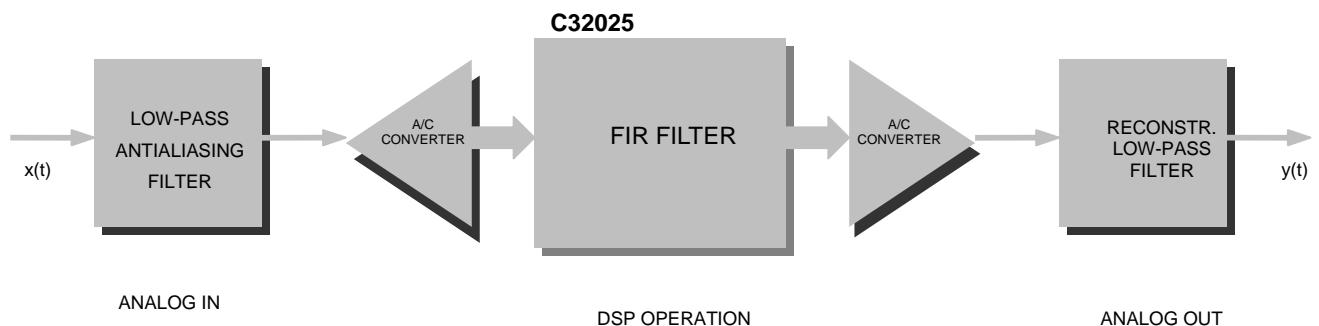 C32025
x(t)
LOW-PASS
ANTIALIASING
FILTER
A/C
CONVERTER
FIR FILTER
A/C
CONVERTER
RECONSTR.
LOW-PASS
FILTER
y(t)
ANALOG IN
DSP OPERATION
ANALOG OUT